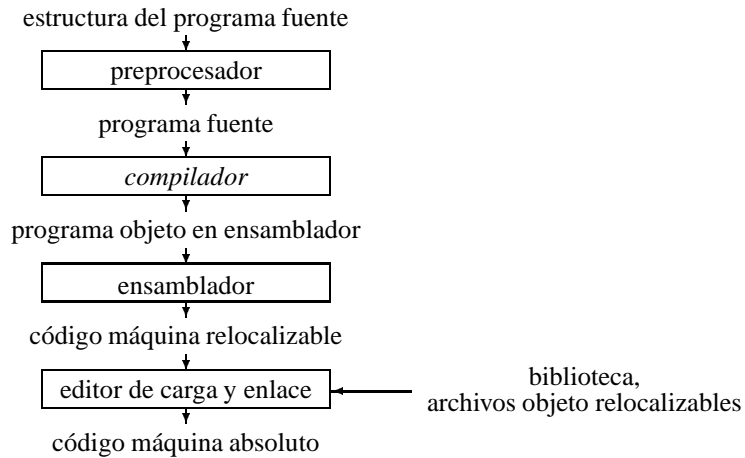 estructura del programa fuente
preprocesador
programa fuente
compilador
programa objeto en ensamblador
ensamblador
código máquina relocalizable
editor de carga y enlace
biblioteca,
archivos objeto relocalizables
código máquina absoluto